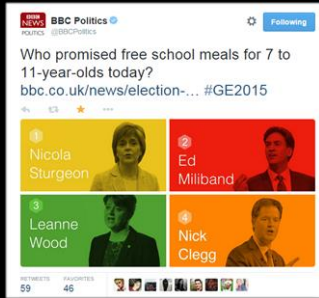 BBC
NEWS
POLITICS
BBC Politics
@BBCPolitics
Following
Who promised free school meals for 7 to
11-year-olds today?
bbc.co.uk/news/election-... #GE2015
1
Nicola
Sturgeon
2
Ed
Miliband
3
Leanne
Wood
4
Nick
Clegg
RETWEETS
59
FAVORITES
46